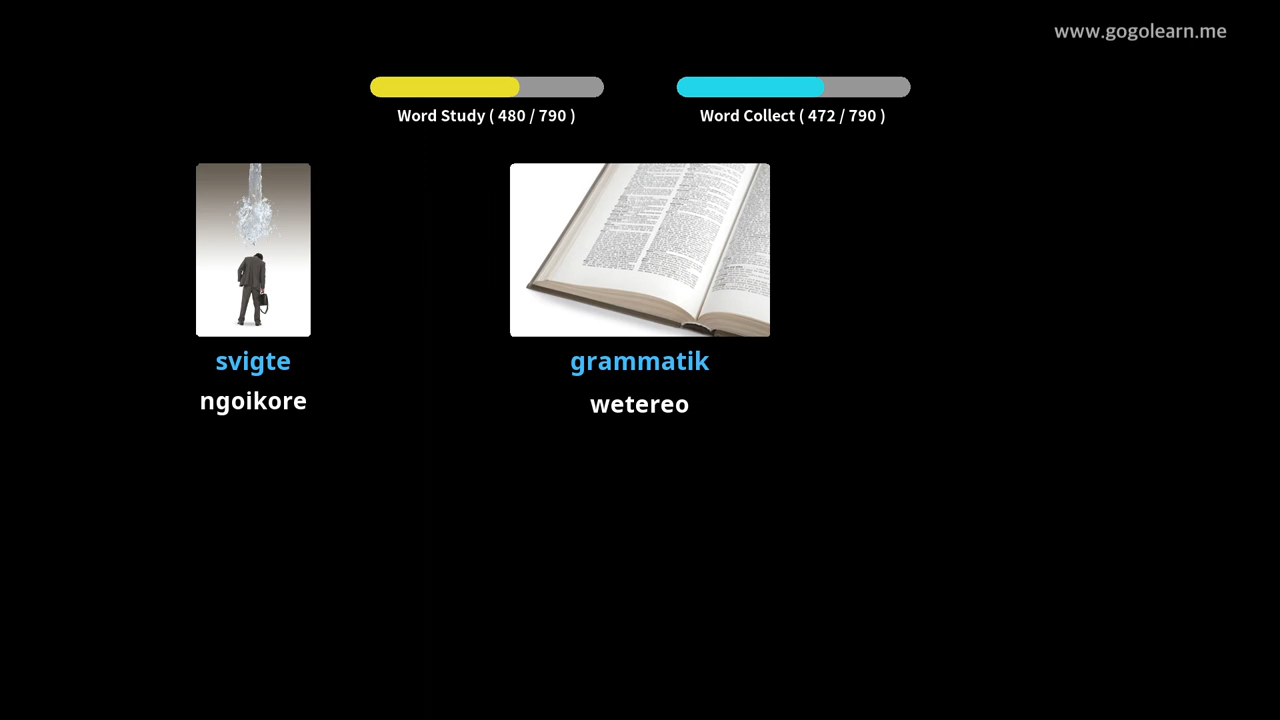 www.gogolearn.me
Word Study ( 480 / 790 )
Word Collect ( 472 / 790 )
svigte
ngoikore
grammatik
wetereo